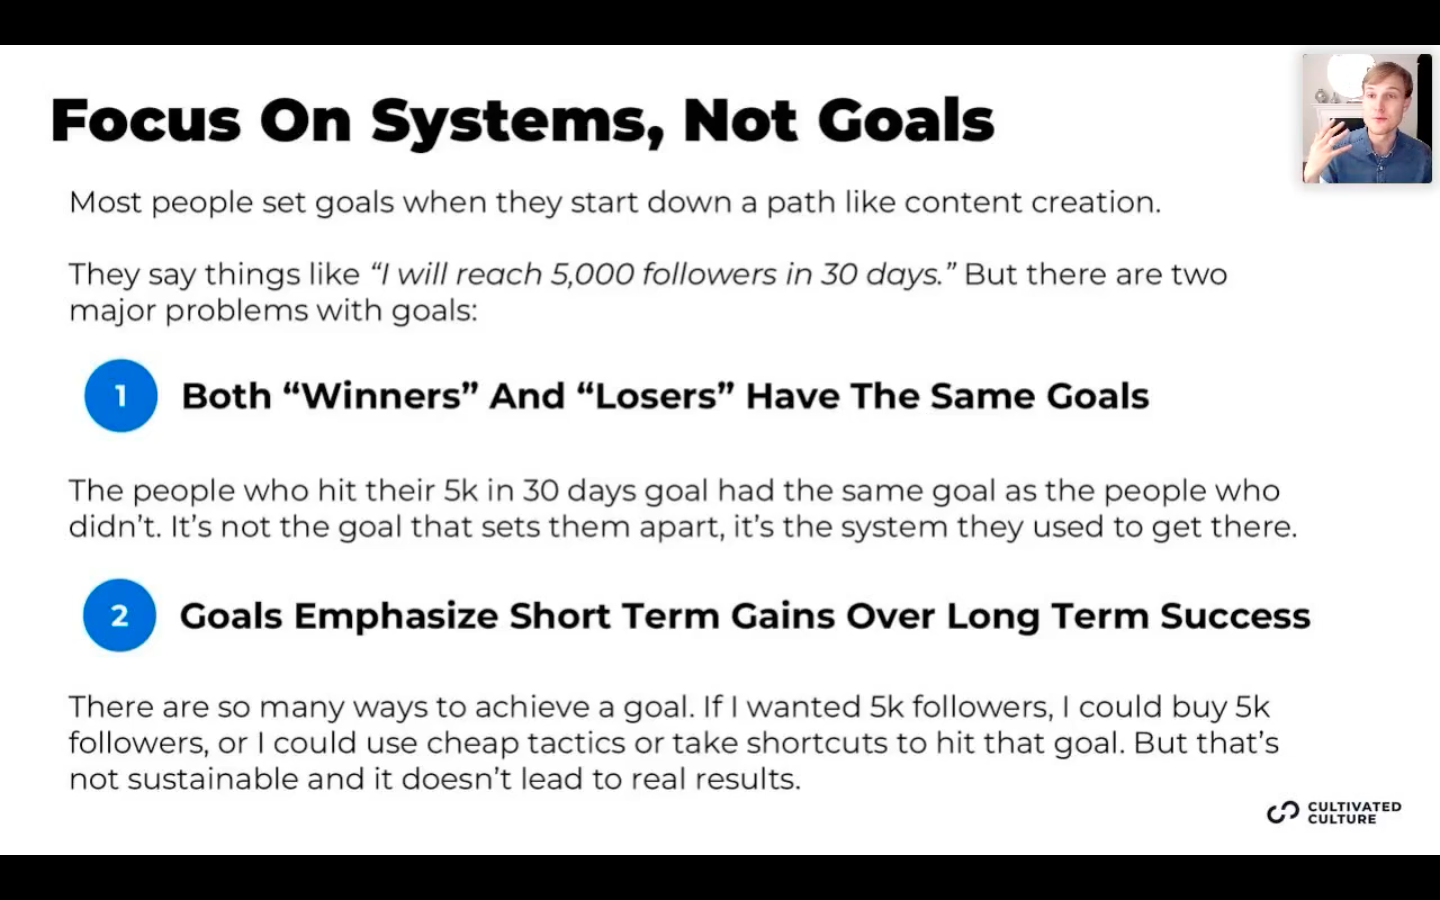 Focus On Systems, Not Goals
Most people set goals when they start down a path like content creation.
They say things like “I will reach 5,000 followers in 30 days.” But there are two
major problems with goals:
1 Both “Winners” And “Losers” Have The Same Goals
The people who hit their 5k in 30 days goal had the same goal as the people who
didn’t. It’s not the goal that sets them apart, it’s the system they used to get there.
2 Goals Emphasize Short Term Gains Over Long Term Success
There are so many ways to achieve a goal. If I wanted 5k followers, I could buy 5k
followers, or I could use cheap tactics or take shortcuts to hit that goal. But that’s
not sustainable and it doesn’t lead to real results.
CULTIVATED
CULTURE